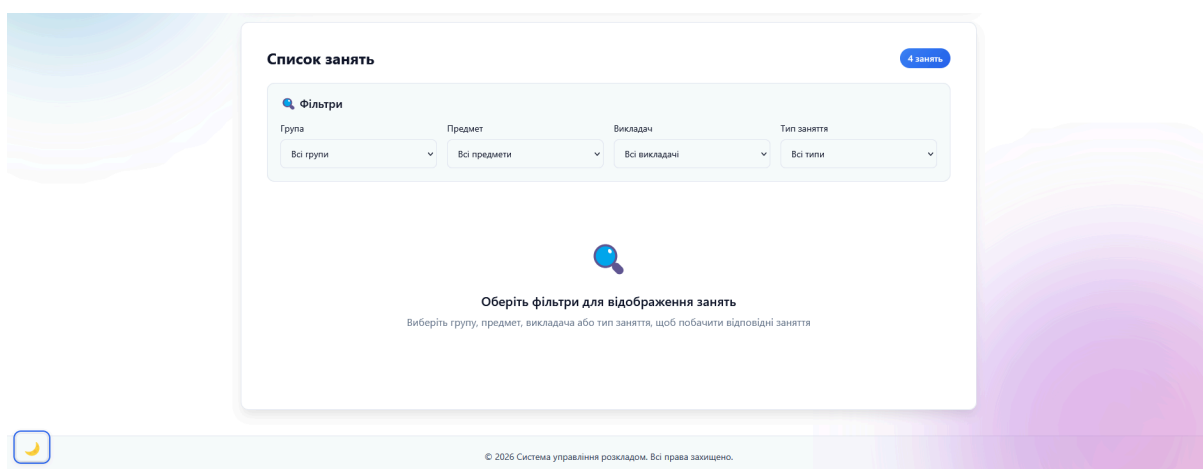 Список занять
4 занять
Фільтри
Група Предмет Викладач Тип заняття
Всі групи Всі предмети Всі викладачі Всі типи
Оберіть фільтри для відображення занять
Виберіть групу, предмет, викладача або тип заняття, щоб побачити відповідні заняття
© 2026 Система управління розкладом. Всі права захищено.